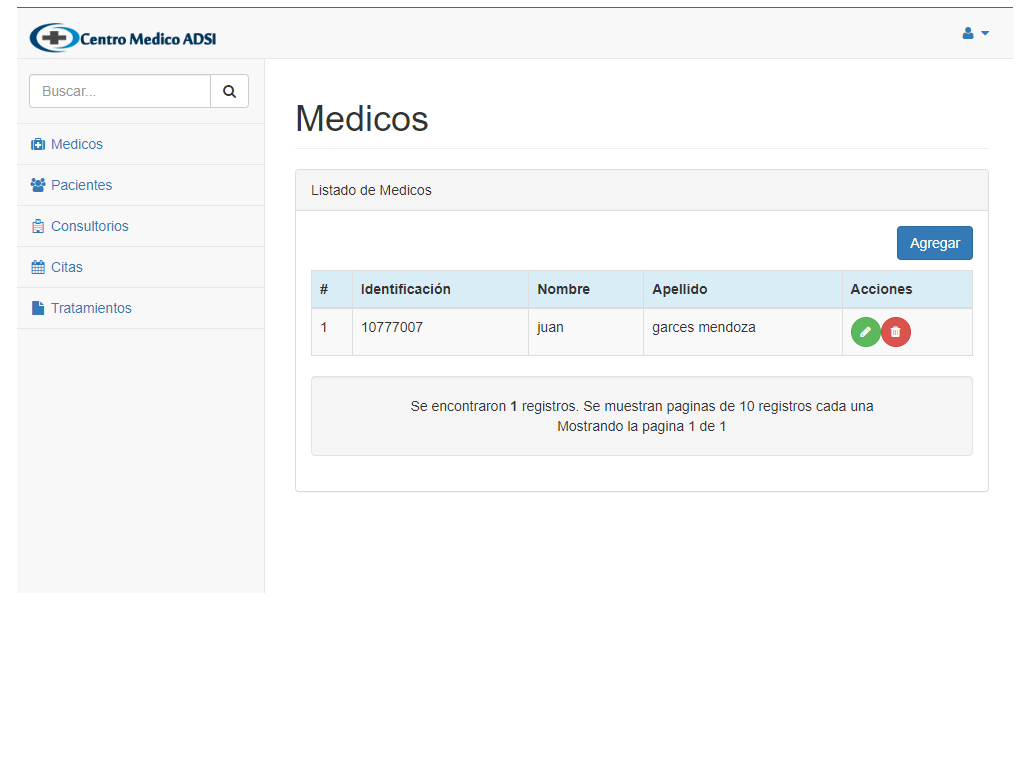 Centro Medico ADSI
Buscar...
Medicos
Pacientes
Consultorios
Citas
Tratamientos
Medicos
Listado de Medicos
Agregar
# Identificación Nombre Apellido Acciones
1 10777007 juan garces mendoza
Se encontraron 1 registros. Se muestran paginas de 10 registros cada una
Mostrando la pagina 1 de 1